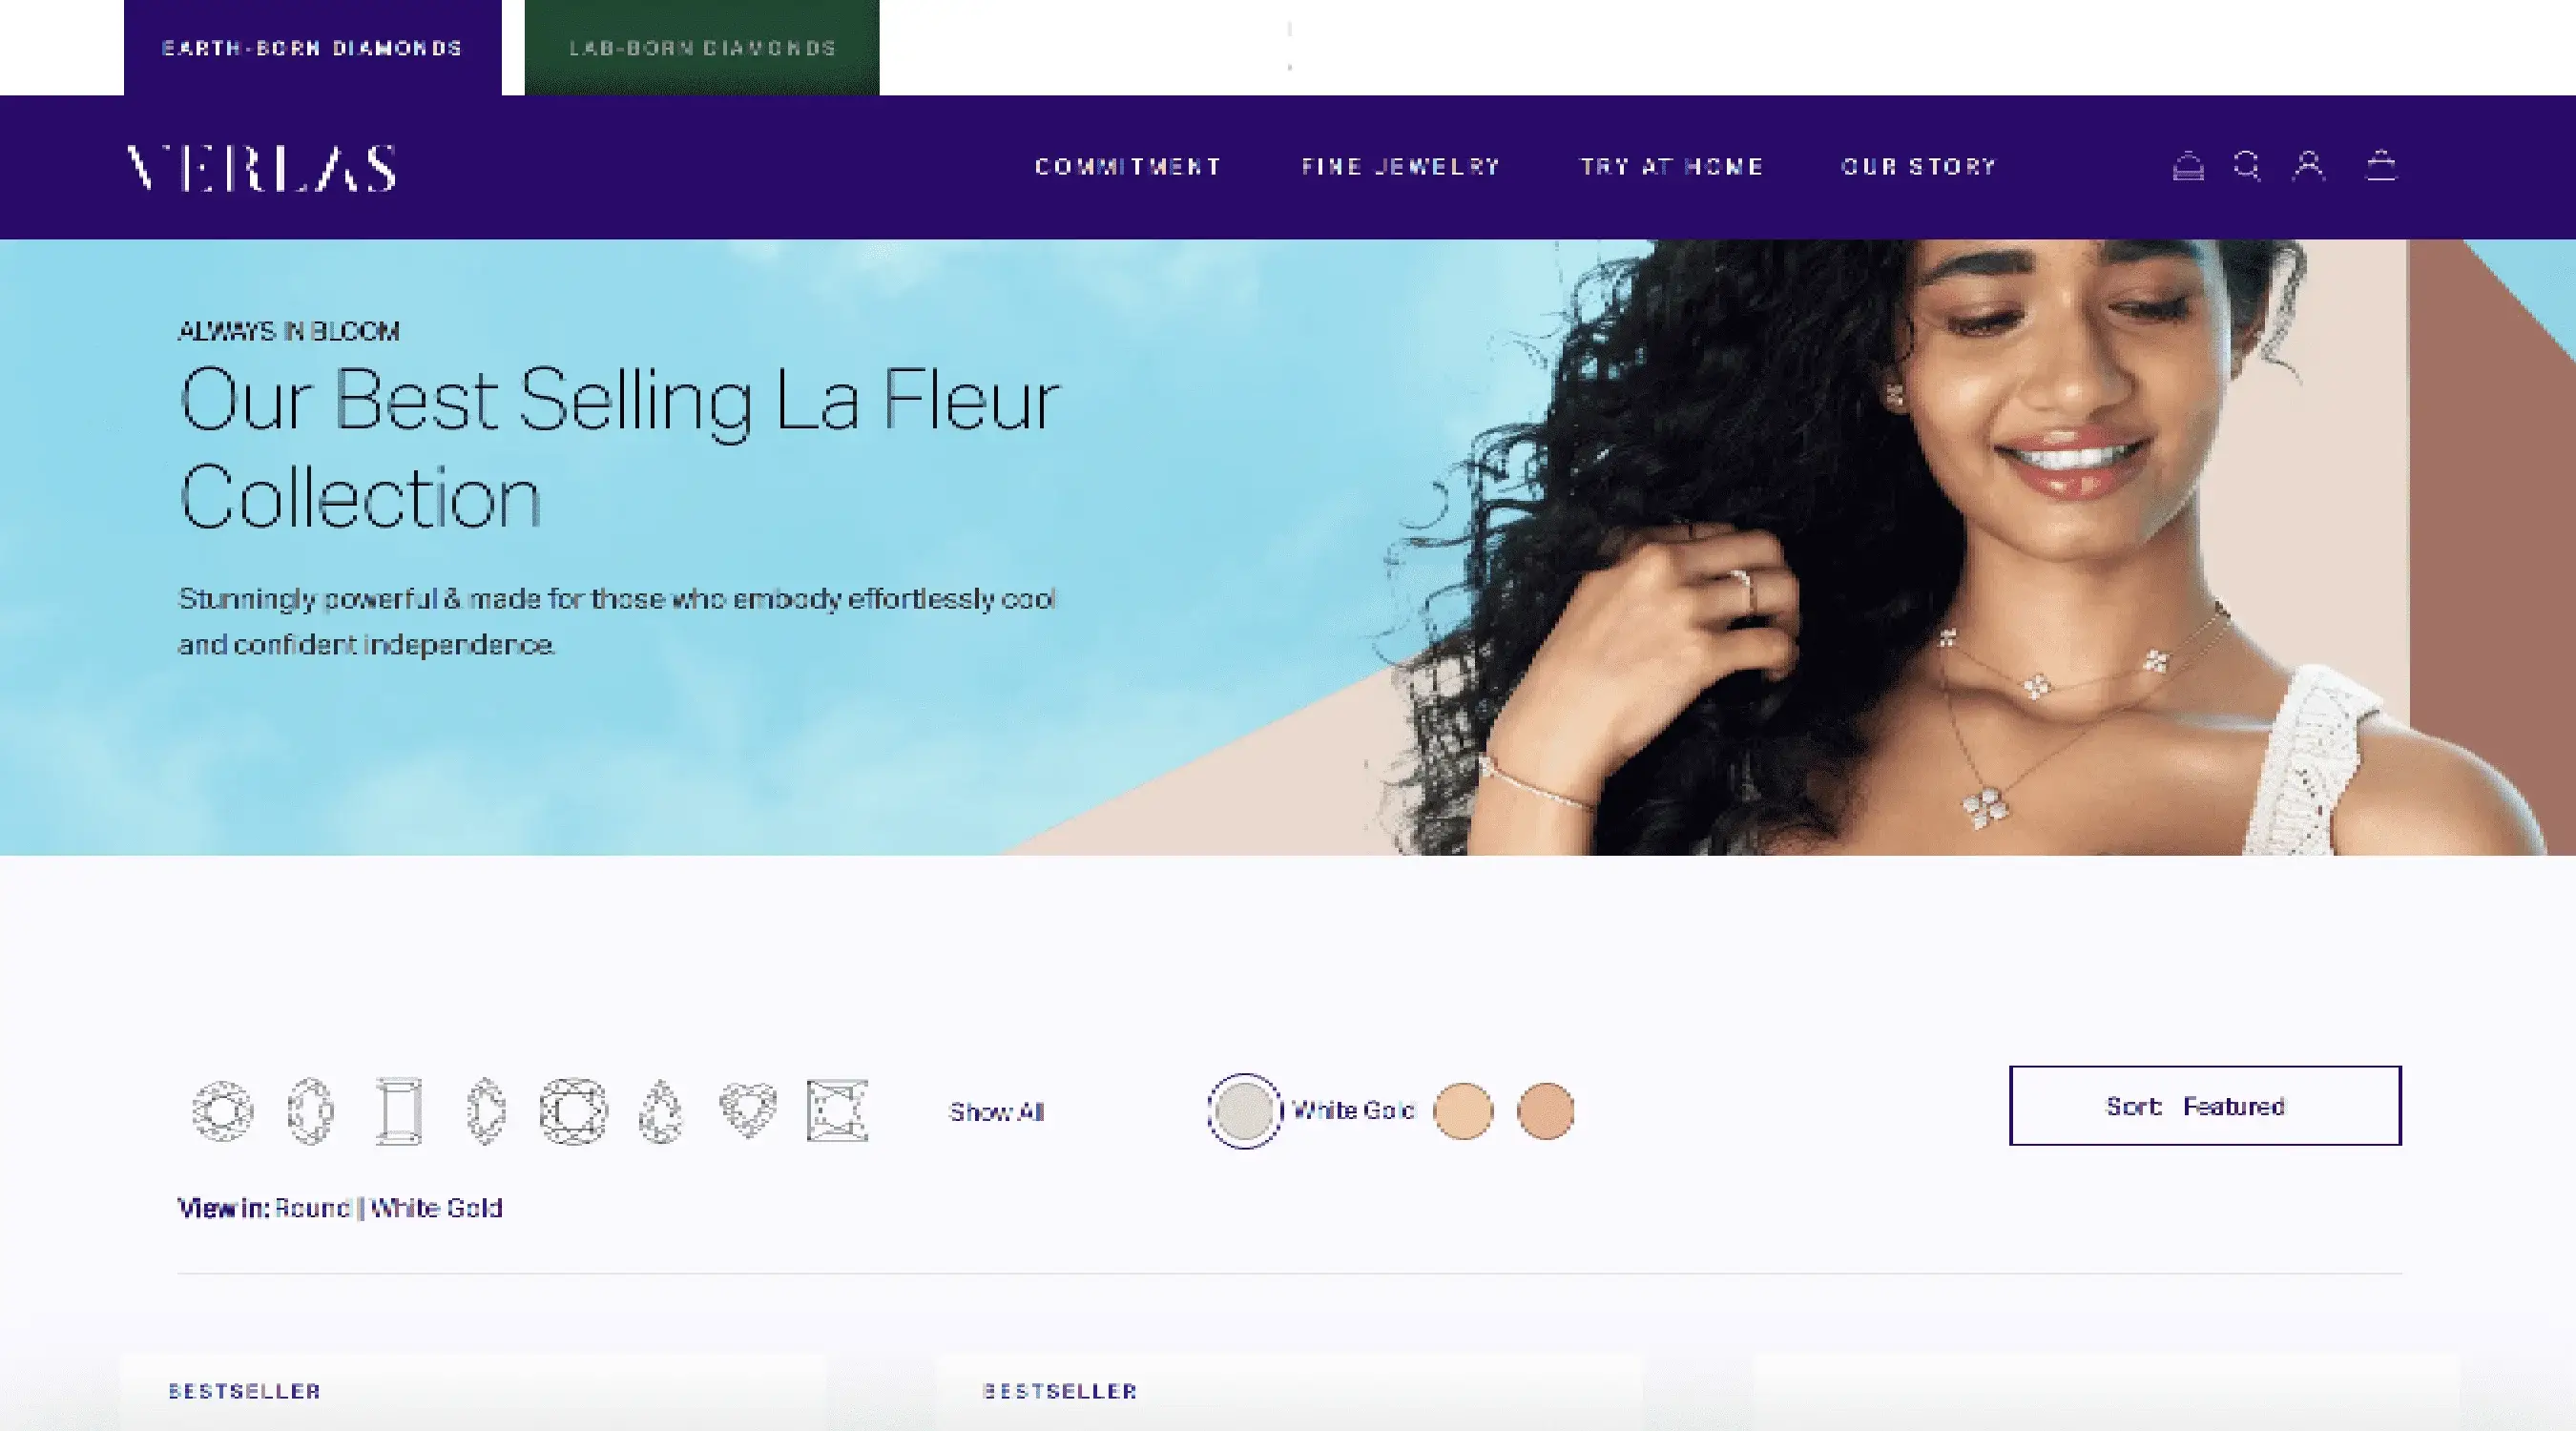 EARTH-BORN DIAMONDS
LAB-BORN DIAMONDS
VERLAS
COMMITMENT
FINE JEWELRY
TRY AT HOME
OUR STORY
ALWAYS IN BLOOM
Our Best Selling La Fleur
Collection
Stunningly powerful & made for those who embody effortlessly cool
and confident independence.
Show All
White Gold
Sort: Featured
View in: Round | White Gold
BESTSELLER
BESTSELLER